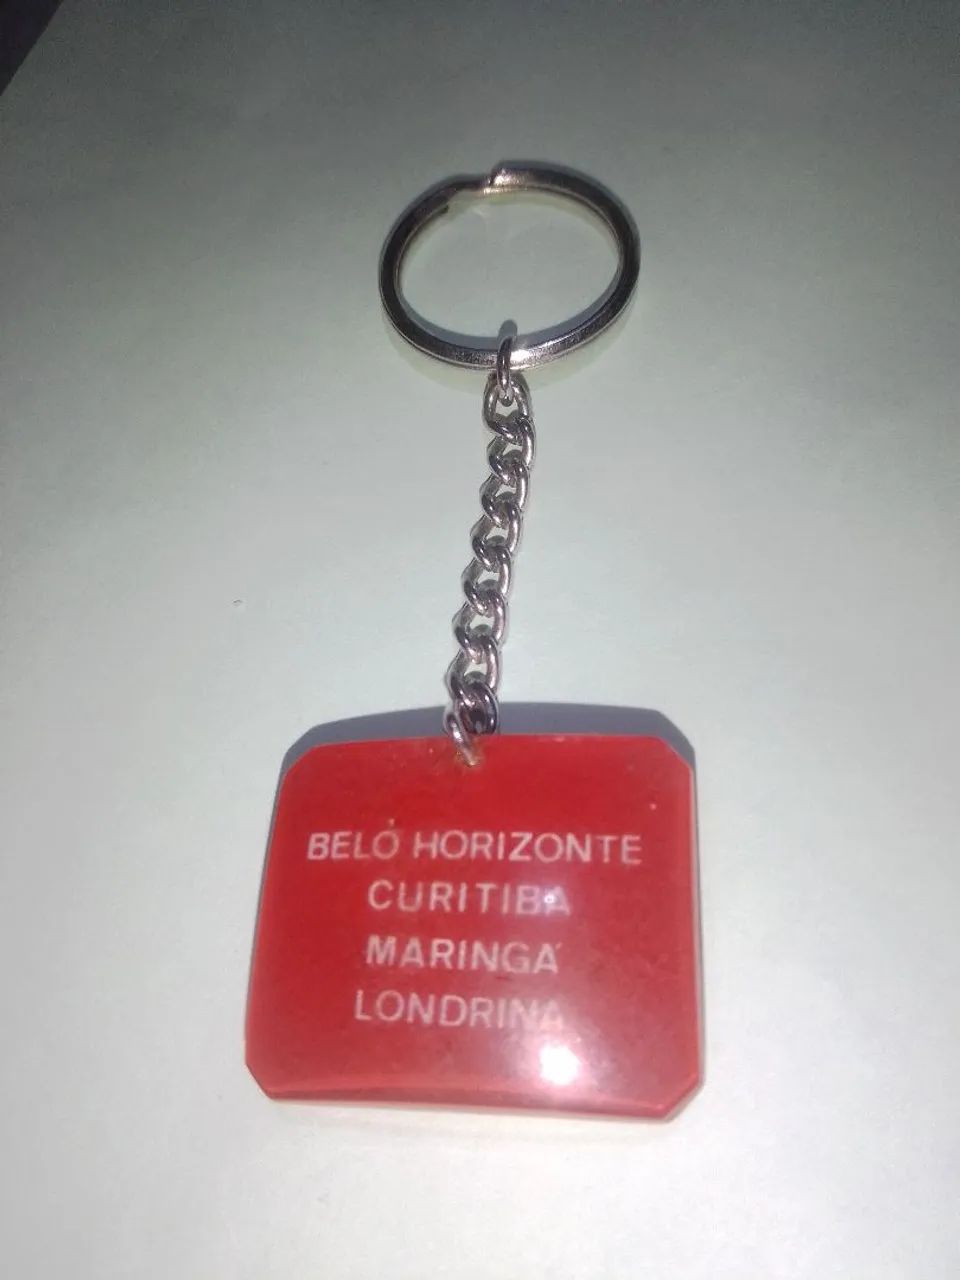 BELO HORIZONTE
CURITIBA
MARINGÁ
LONDRINA